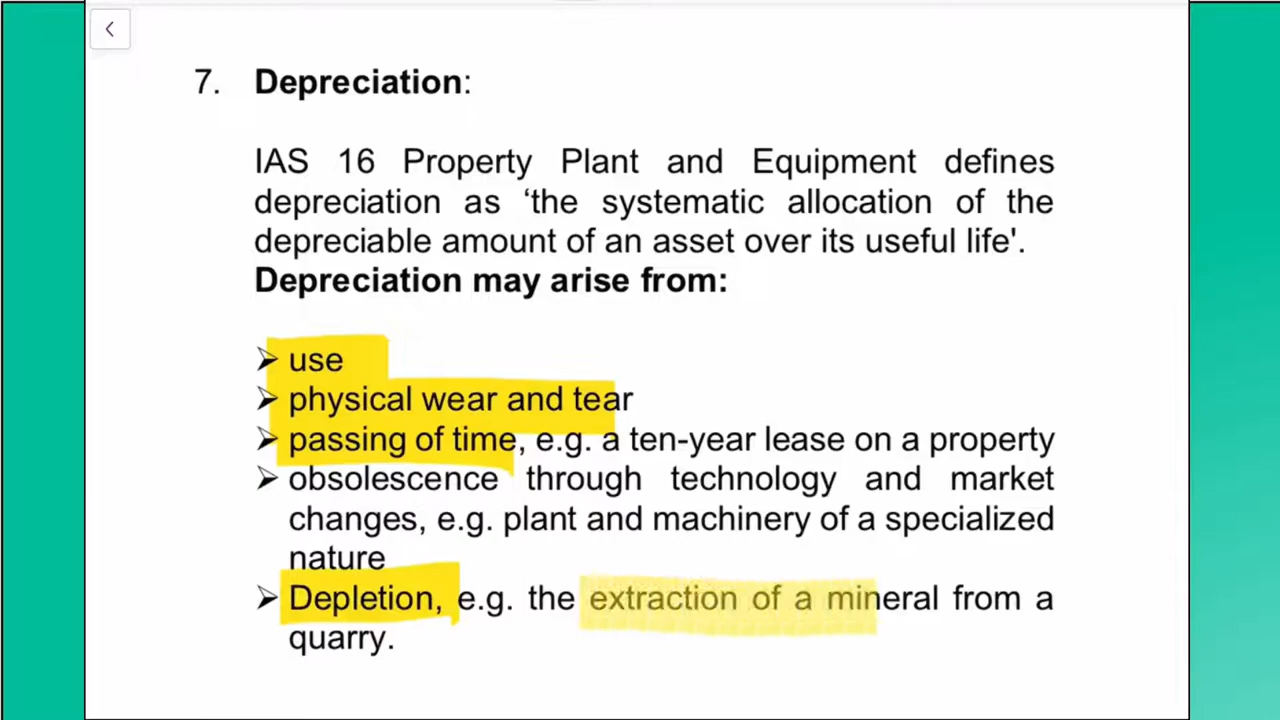 7. Depreciation:
IAS 16 Property Plant and Equipment defines
depreciation as ‘the systematic allocation of the
depreciable amount of an asset over its useful life'.
Depreciation may arise from:
➢ use
➢ physical wear and tear
➢ passing of time, e.g. a ten-year lease on a property
➢ obsolescence through technology and market
changes, e.g. plant and machinery of a specialized
nature
➢ Depletion, e.g. the extraction of a mineral from a
quarry.